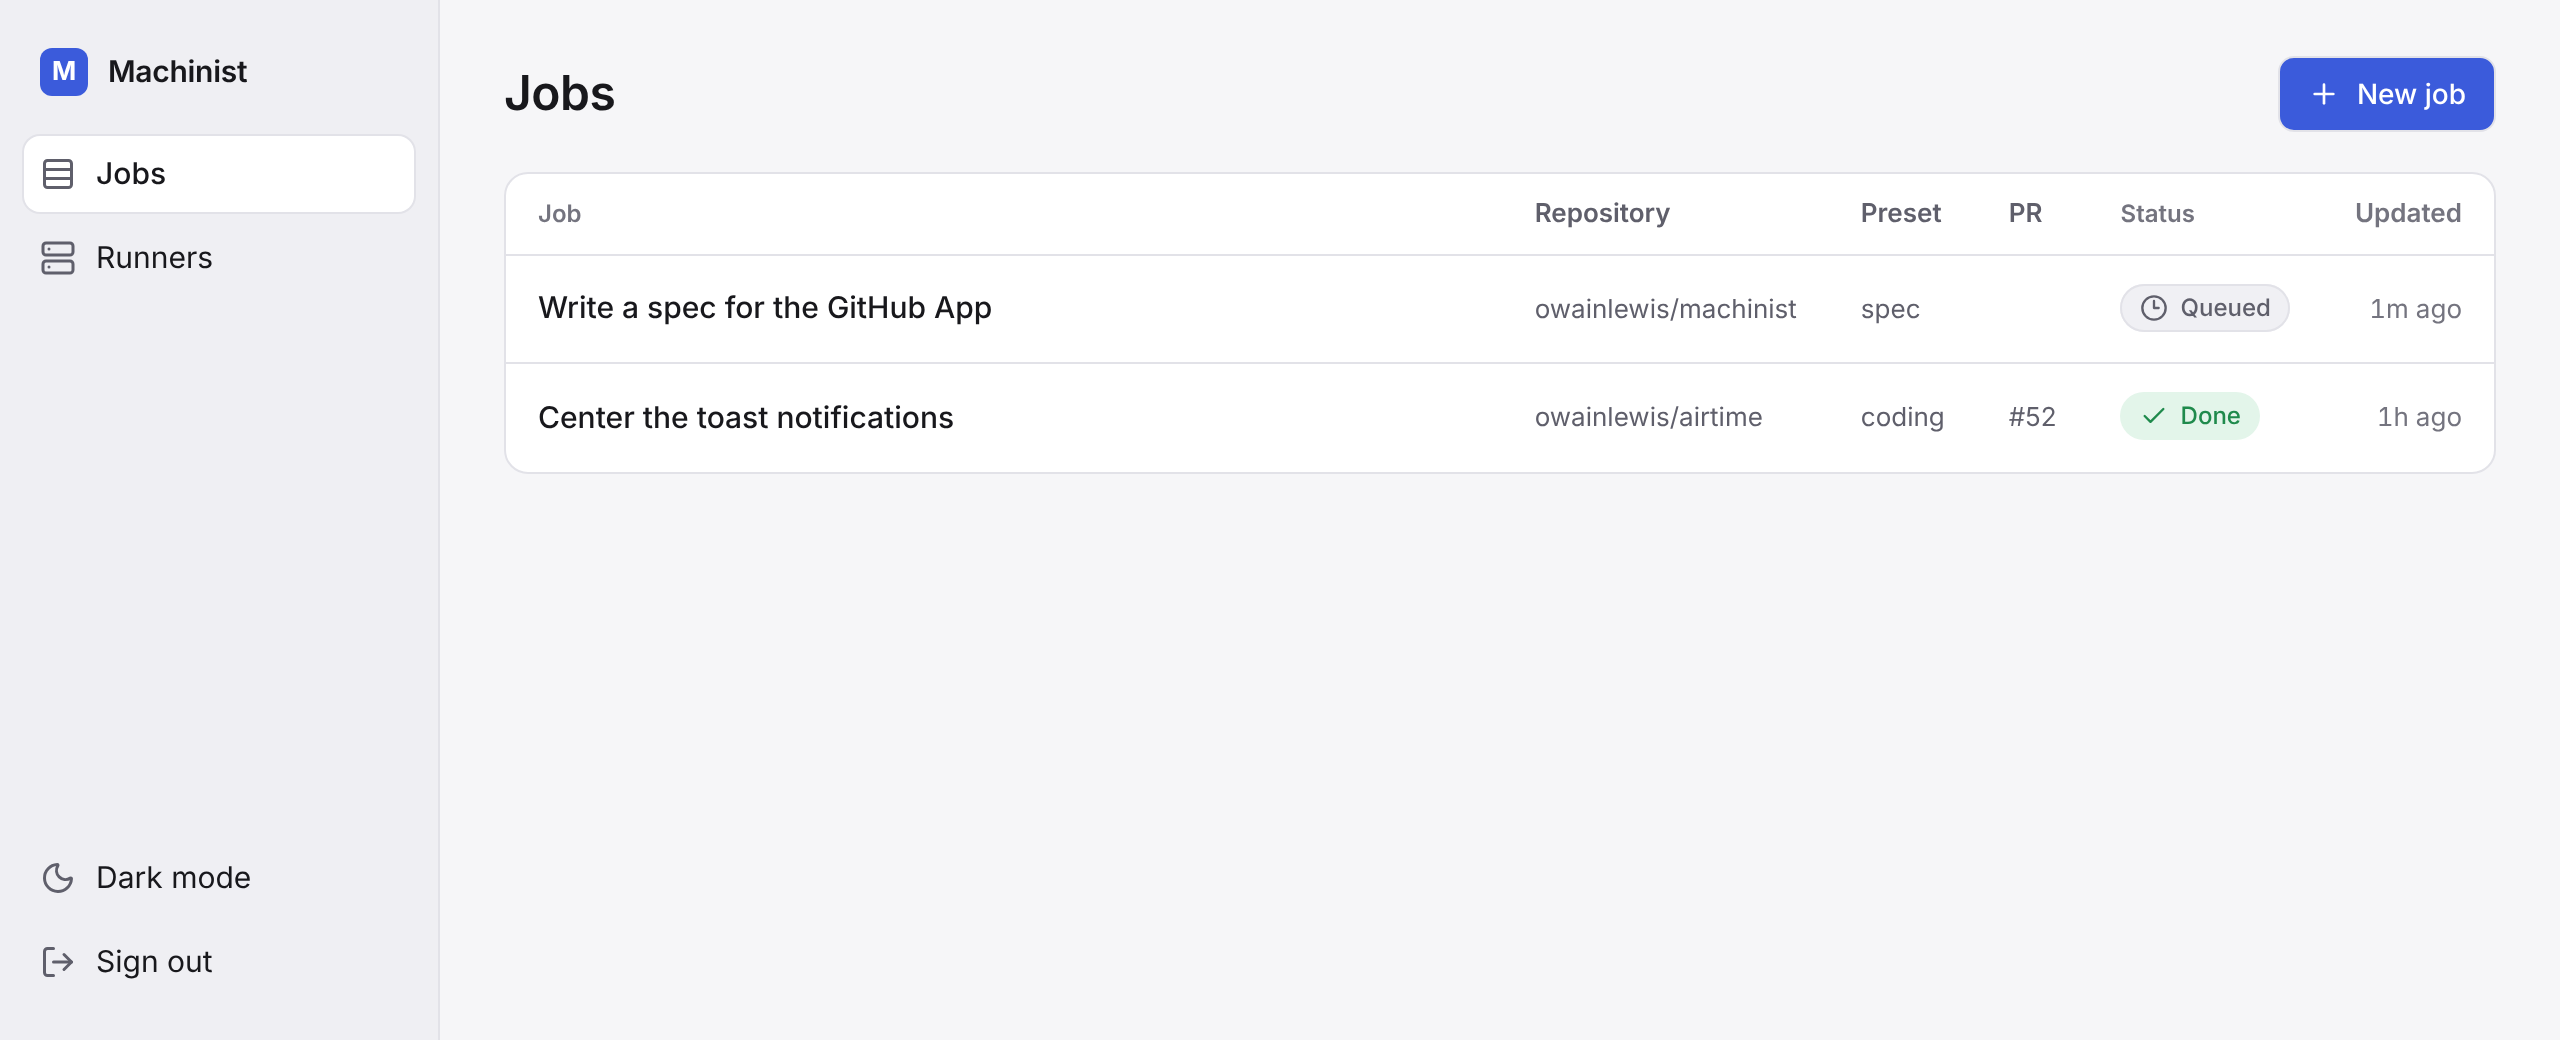 M Machinist
Jobs
Runners
Dark mode
Sign out
Jobs
New job
Job Repository Preset PR Status Updated
Write a spec for the GitHub App owainlewis/machinist spec Queued 1m ago
Center the toast notifications owainlewis/airtime coding #52 Done 1h ago